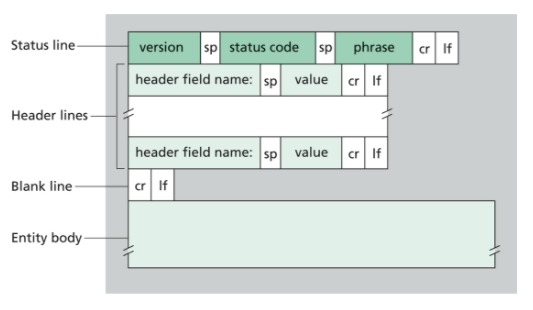 Status line version sp status code sp phrase cr lf
header field name: sp value cr lf
Header lines
header field name: sp value cr lf
Blank line cr lf
Entity body